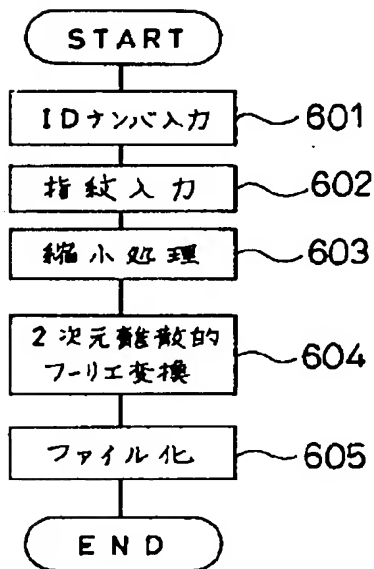 START
IDナンバ入力
601
指紋入力
602
縮小処理
603
2次元離散的
フーリエ変換
604
ファイル化
605
END